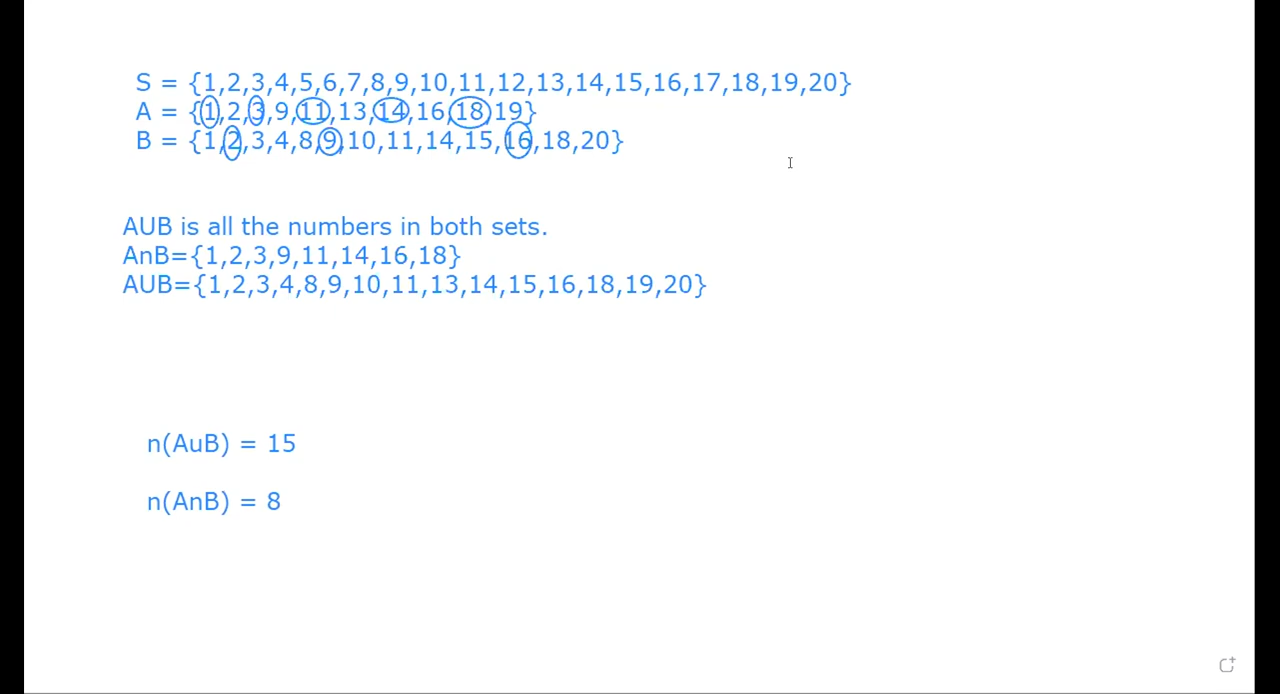 S = {1,2,3,4,5,6,7,8,9,10,11,12,13,14,15,16,17,18,19,20}
A = {1,2,3,9,11,13,14,16,18,19}
B = {1,2,3,4,8,9,10,11,14,15,16,18,20}
AUB is all the numbers in both sets.
AnB={1,2,3,9,11,14,16,18}
AUB={1,2,3,4,8,9,10,11,13,14,15,16,18,19,20}
n(AuB) = 15
n(AnB) = 8